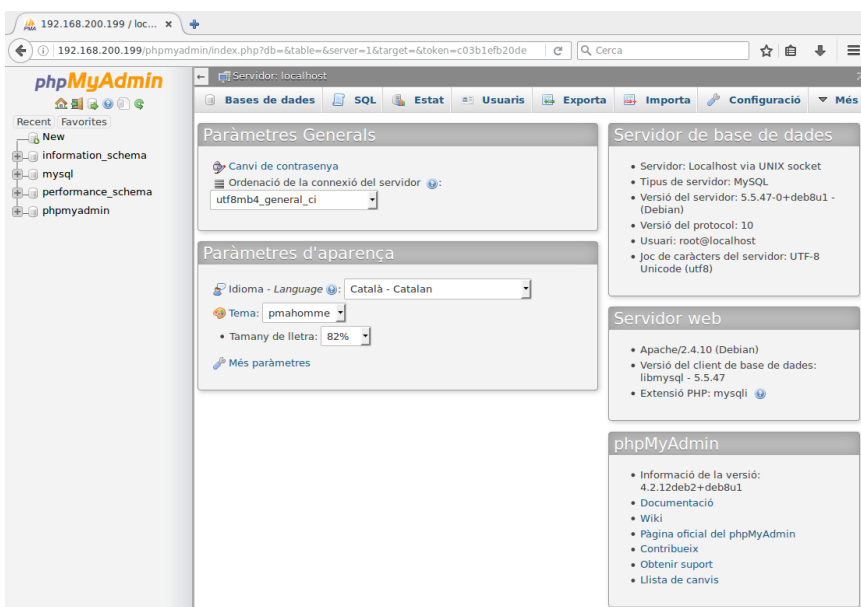 192.168.200.199 / loc...
192.168.200.199/phpmyadmin/index.php?db=&table=&server=1&target=&token=c03b1efb20de
Cerca
phpMyAdmin
Recent Favorites
New
information_schema
mysql
performance_schema
phpmyadmin
Servidor: localhost
Bases de dades SQL Estat Usuaris Exporta Importa Configuració Més
Paràmetres Generals
Canvi de contrasenya
Ordenació de la connexió del servidor :
utf8mb4_general_ci
Paràmetres d'aparença
Idioma - Language : Català - Catalan
Tema: pmahomme
• Tamany de lletra: 82%
Més paràmetres
Servidor de base de dades
• Servidor: Localhost via UNIX socket
• Tipus de servidor: MySQL
• Versió del servidor: 5.5.47-0+deb8u1 -
(Debian)
• Versió del protocol: 10
• Usuari: root@localhost
• Joc de caràcters del servidor: UTF-8
Unicode (utf8)
Servidor web
• Apache/2.4.10 (Debian)
• Versió del client de base de dades:
libmysql - 5.5.47
• Extensió PHP: mysqli
phpMyAdmin
• Informació de la versió:
4.2.12deb2+deb8u1
• Documentació
• Wiki
• Pàgina oficial del phpMyAdmin
• Contribueix
• Obtenir suport
• Llista de canvis